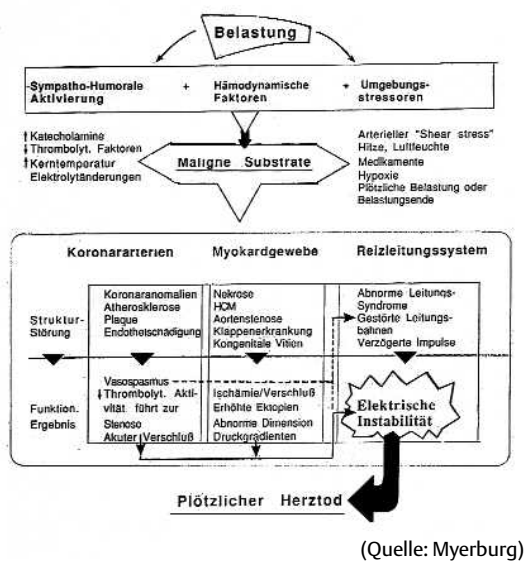 Belastung
-Sympatho-Humorale + Hämodynamische + Umgebungs-
Aktivierung Faktoren stressoren
↑Katecholamine
↓Thrombolyt. Faktoren
↑Kerntemperatur
Elektrolytänderungen
Maligne Substrate
Arterieller "Shear stress"
Hitze, Luftfeuchte
Medikamente
Hypoxie
Plötzliche Belastung oder
Belastungsende
Koronararterien Myokardgewebe Reizleitungssystem
Struktur-
Störung
Koronaranomalien
Atherosklerose
Plaque
Endothelschädigung
Nekrose
HCM
Aortenstenose
Klappenerkrankung
Kongenitale Vitien
Abnorme Leitungs-
Syndrome
Gestörte Leitungs-
bahnen
Verzögerte Impulse
Funktion.
Ergebnis
Vasospasmus
↓Thrombolyt. Akti-
vität führt zur
Stenose
Akuter Verschluß
Ischämie/Verschluß
Erhöhte Ektopien
Abnorme Dimension
Druckgradienten
Elektrische
Instabilität
Plötzlicher Herztod
(Quelle: Myerburg)